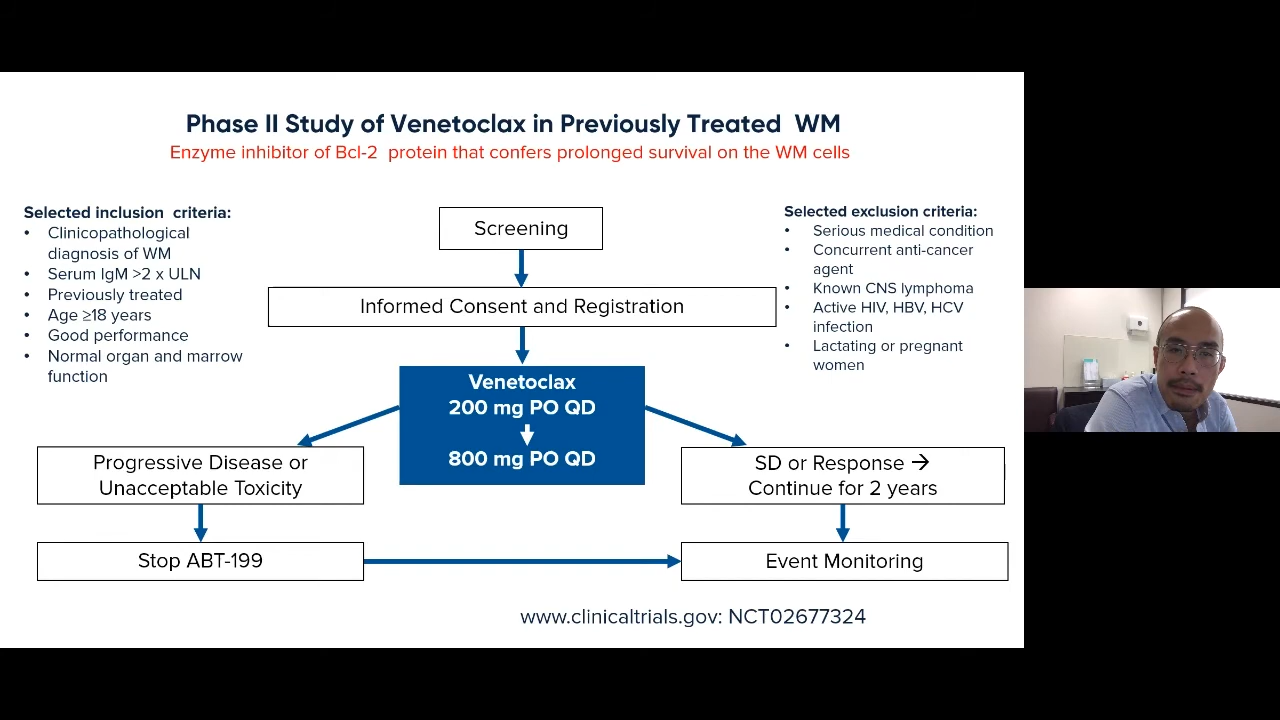 Phase II Study of Venetoclax in Previously Treated WM
Enzyme inhibitor of Bcl-2 protein that confers prolonged survival on the WM cells
Selected inclusion criteria:
• Clinicopathological
diagnosis of WM
• Serum IgM >2 x ULN
• Previously treated
• Age ≥18 years
• Good performance
• Normal organ and marrow
function
Screening
Informed Consent and Registration
Venetoclax
200 mg PO QD
800 mg PO QD
Selected exclusion criteria:
• Serious medical condition
• Concurrent anti-cancer
agent
• Known CNS lymphoma
• Active HIV, HBV, HCV
infection
• Lactating or pregnant
women
Progressive Disease or
Unacceptable Toxicity
SD or Response →
Continue for 2 years
Stop ABT-199
Event Monitoring
www.clinicaltrials.gov: NCT02677324